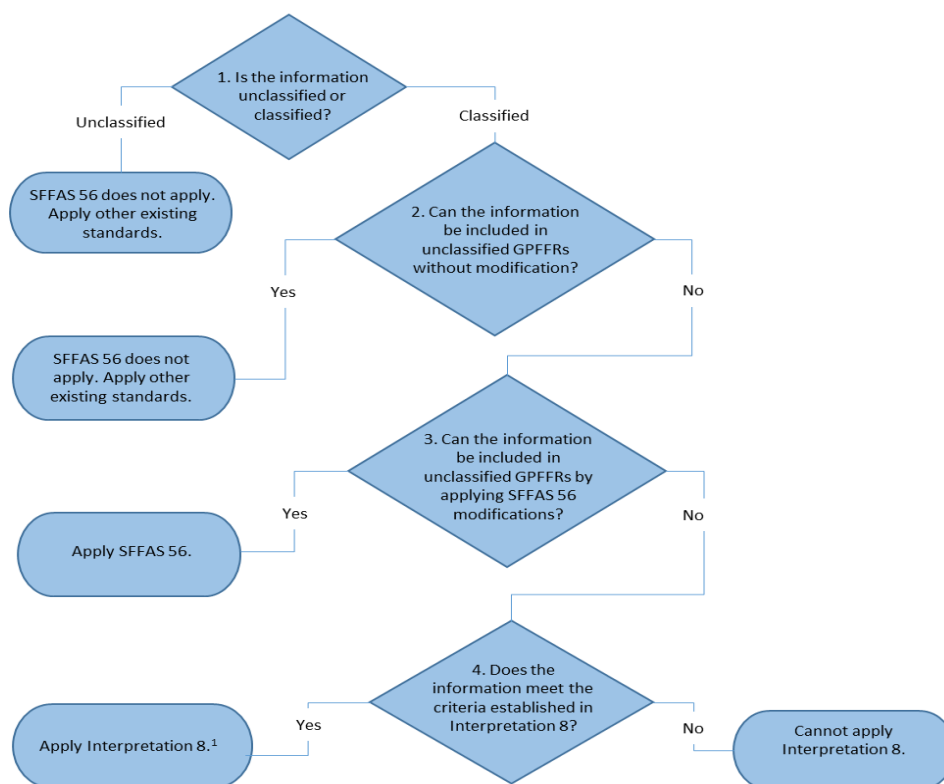 1. Is the information
unclassified or
classified?
Unclassified
Classified
SFFAS 56 does not apply.
Apply other existing
standards.
2. Can the information
be included in
unclassified GPFFRs
without modification?
Yes
No
SFFAS 56 does not
apply. Apply other
existing standards.
3. Can the information
be included in
unclassified GPFFRs by
applying SFFAS 56
modifications?
Yes
No
Apply SFFAS 56.
4. Does the
information meet the
criteria established in
Interpretation 8?
Yes
No
Apply Interpretation 8.¹
Cannot apply
Interpretation 8.